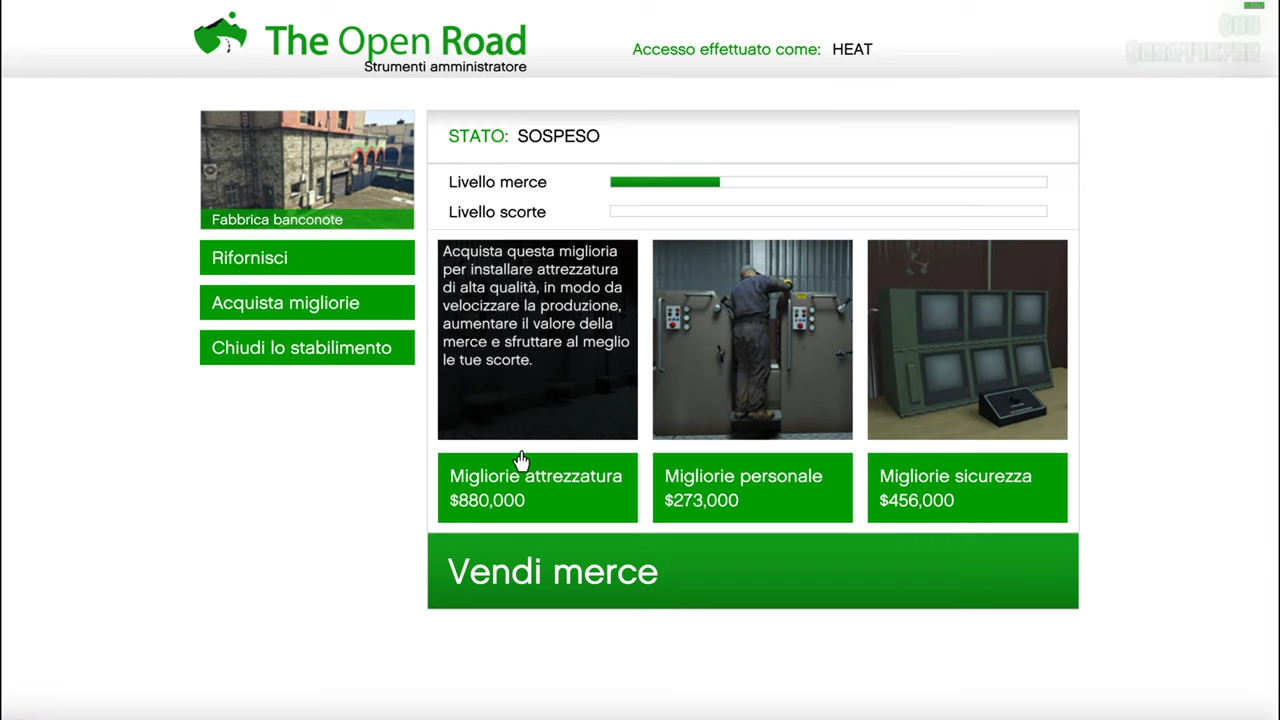 The Open Road
Strumenti amministratore
Accesso effettuato come: HEAT
Fabbrica banconote
Rifornisci
Acquista migliorie
Chiudi lo stabilimento
STATO: SOSPESO
Livello merce
Livello scorte
Acquista questa miglioria
per installare attrezzatura
di alta qualità, in modo da
velocizzare la produzione,
aumentare il valore della
merce e sfruttare al meglio
le tue scorte.
Migliorie attrezzatura
$880,000
Migliorie personale
$273,000
Migliorie sicurezza
$456,000
Vendi merce